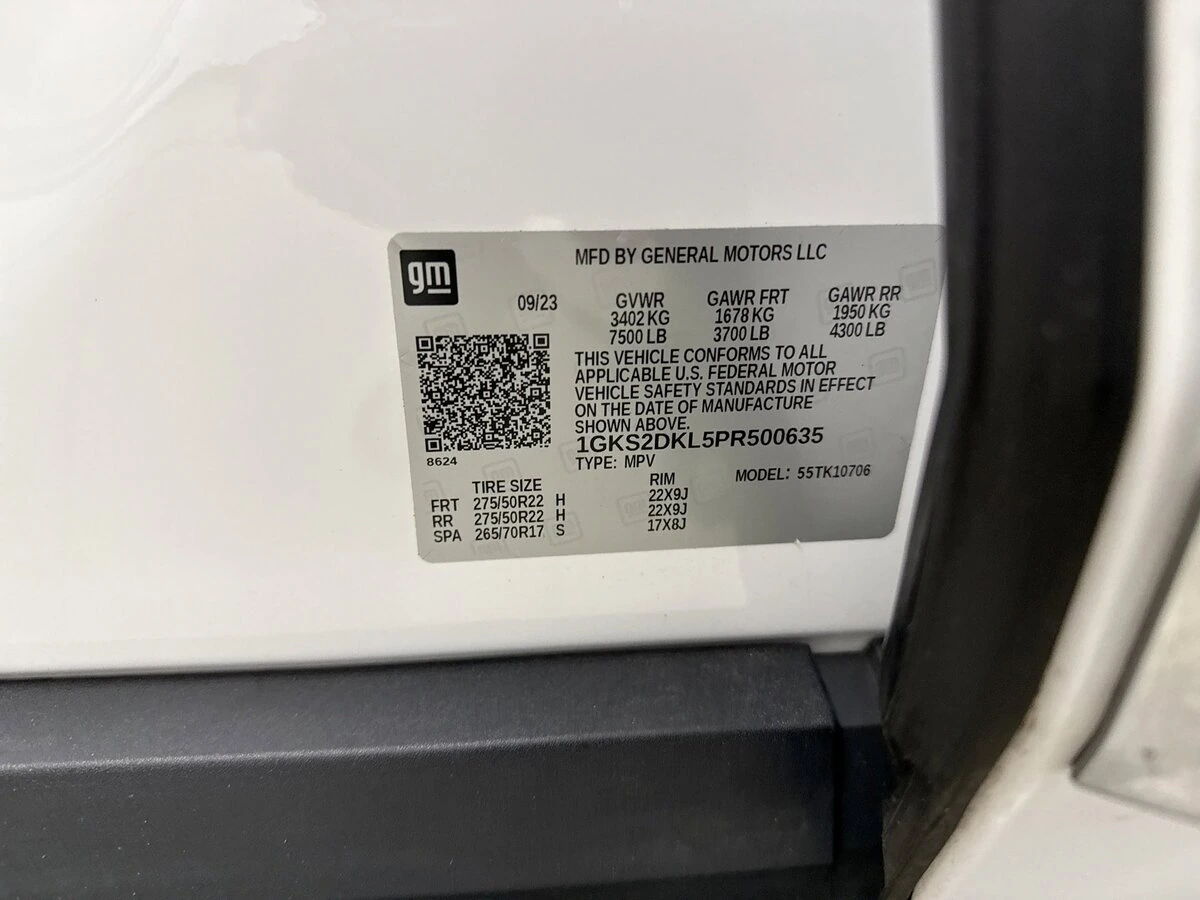 gm
MFD BY GENERAL MOTORS LLC
09/23 GVWR GAWR FRT GAWR RR
3402 KG 1678 KG 1950 KG
7500 LB 3700 LB 4300 LB
THIS VEHICLE CONFORMS TO ALL
APPLICABLE U.S. FEDERAL MOTOR
VEHICLE SAFETY STANDARDS IN EFFECT
ON THE DATE OF MANUFACTURE
SHOWN ABOVE.
1GKS2DKL5PR500635
8624
TYPE: MPV MODEL: 55TK10706
TIRE SIZE RIM
FRT 275/50R22 H 22X9J
RR 275/50R22 H 22X9J
SPA 265/70R17 S 17X8J